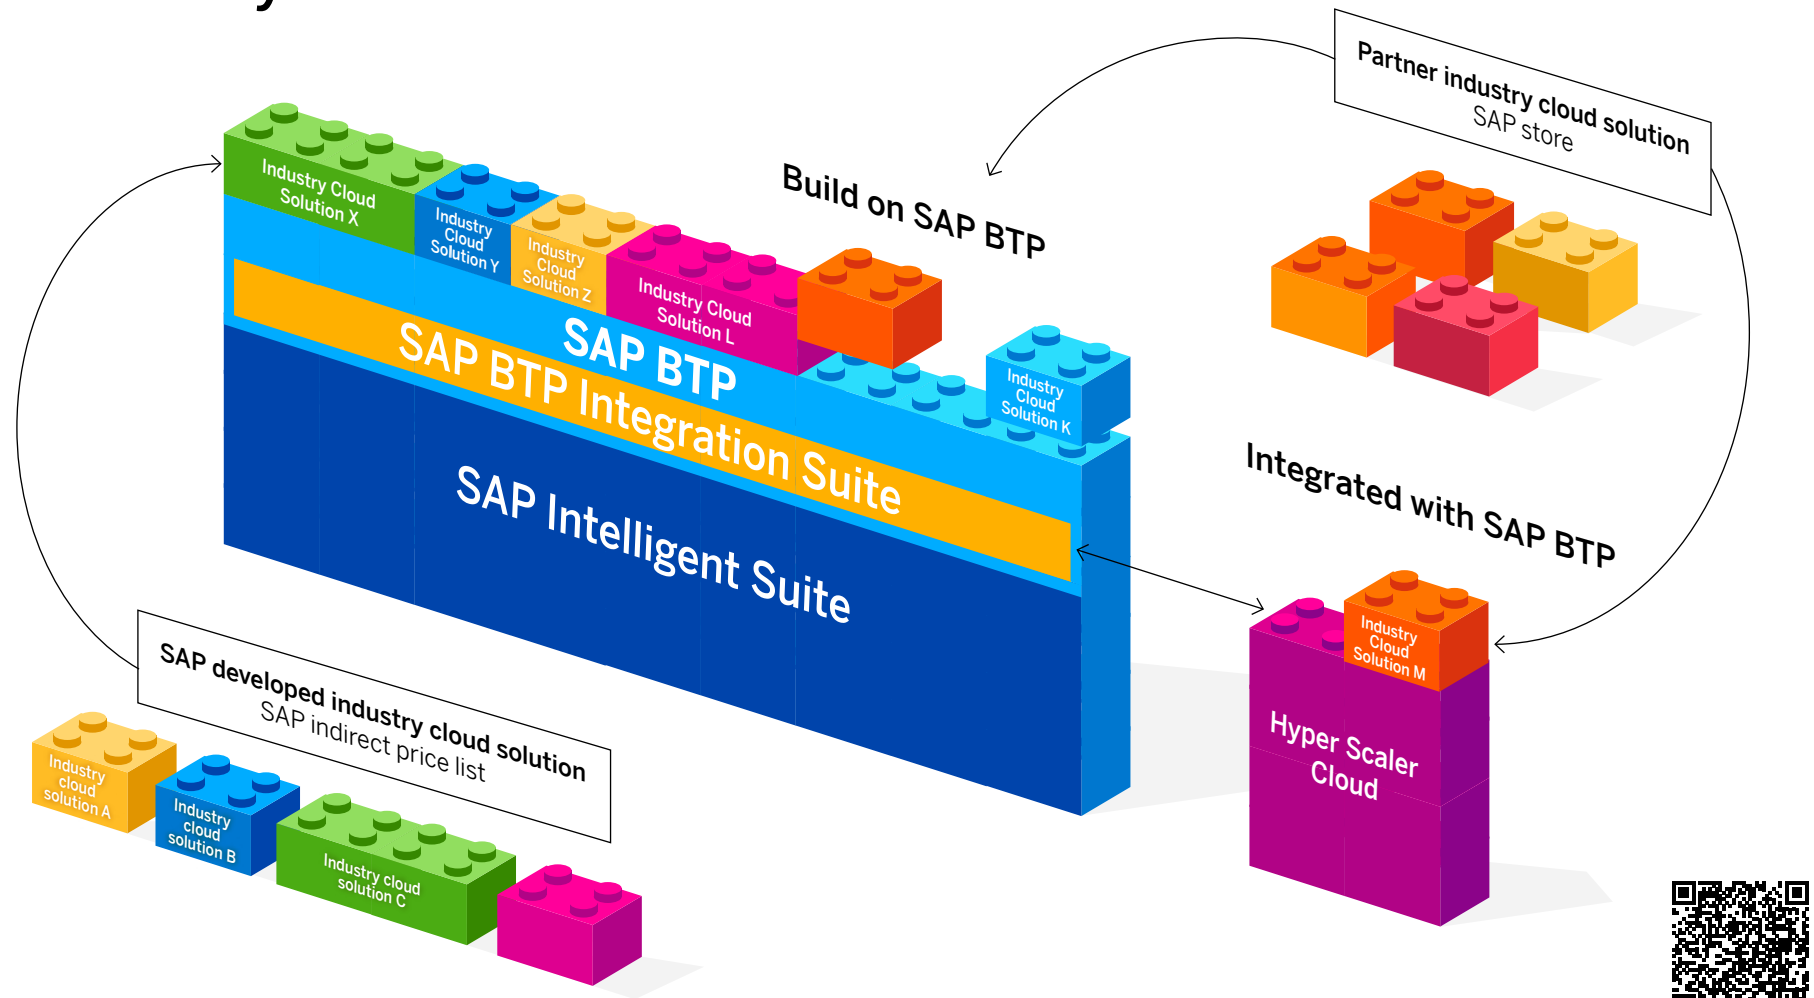 Partner industry cloud solution
SAP store
Build on SAP BTP
Industry Cloud
Solution X
Industry
Cloud
Solution Y
Industry
Cloud
Solution Z
Industry Cloud
Solution L
Industry
Cloud
Solution K
SAP BTP
SAP BTP Integration Suite
SAP Intelligent Suite
Integrated with SAP BTP
Industry
Cloud
Solution M
Hyper Scaler
Cloud
SAP developed industry cloud solution
SAP indirect price list
Industry
cloud
solution A
Industry
cloud
solution B
Industry cloud
solution C